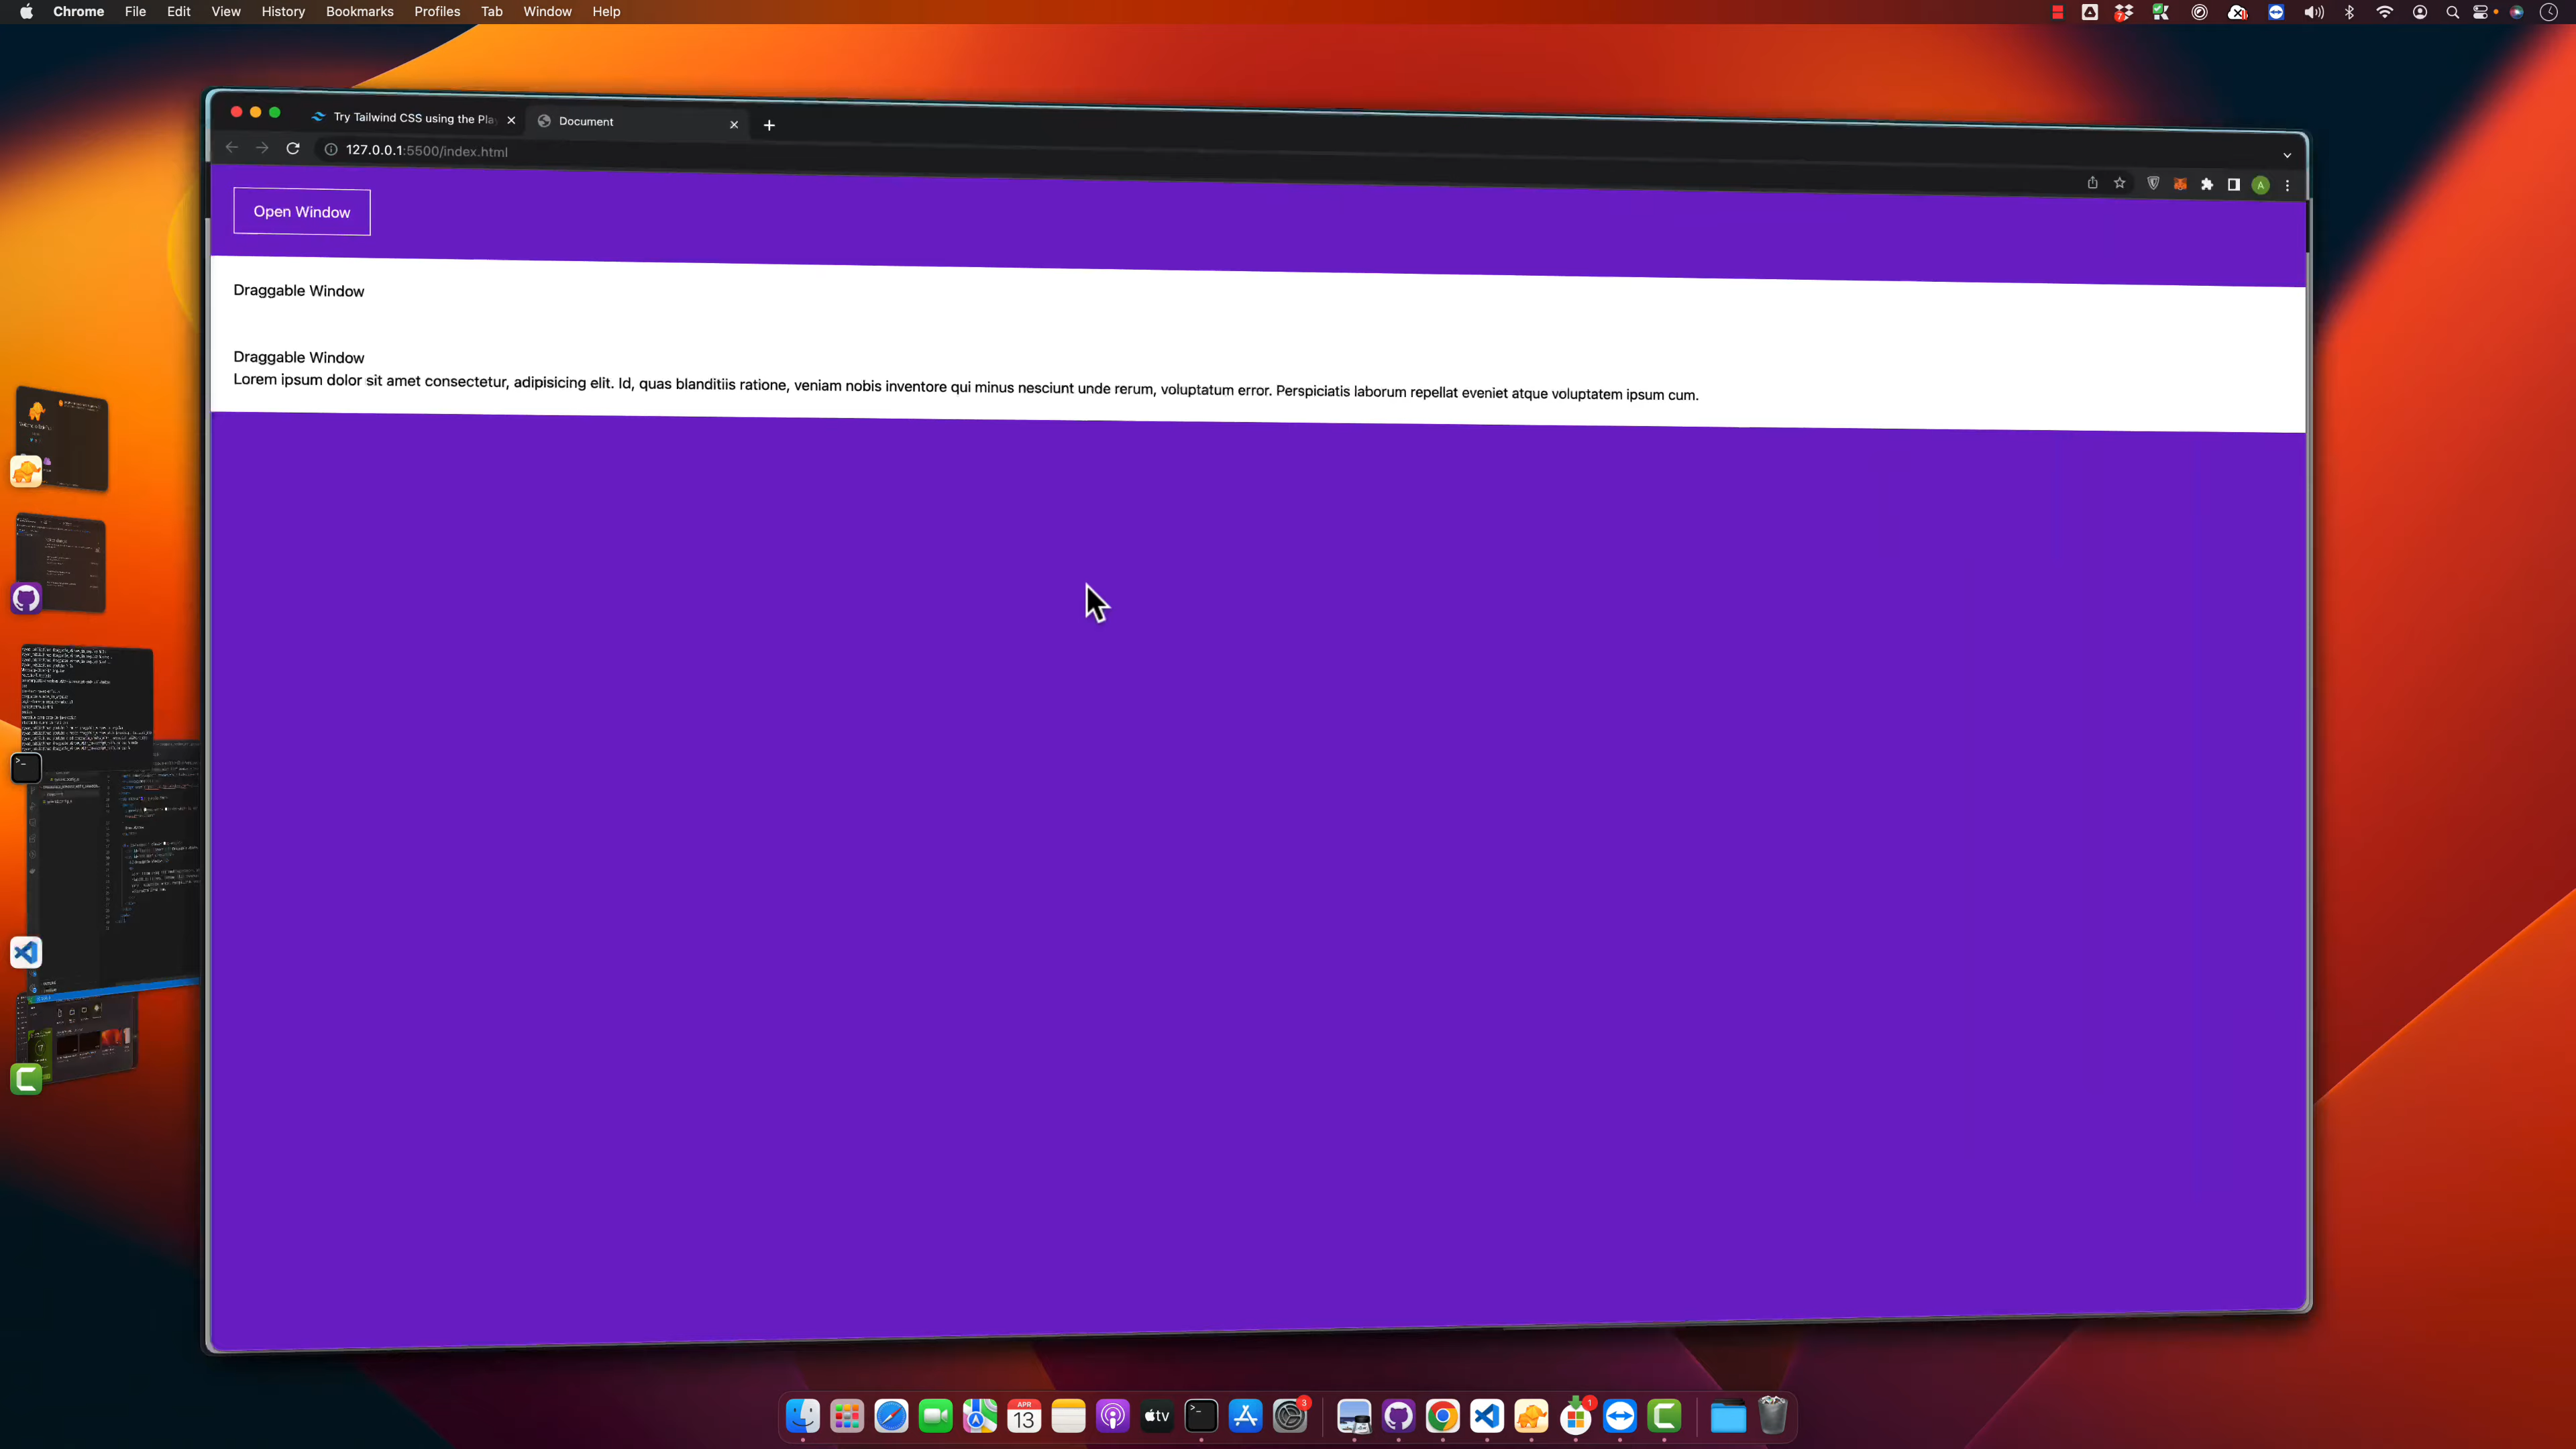 Chrome File Edit View History Bookmarks Profiles Tab Window Help
Try Tailwind CSS using the Pla
Document
127.0.0.1:5500/index.html
A
Open Window
Draggable Window
Draggable Window
Lorem ipsum dolor sit amet consectetur, adipisicing elit. Id, quas blanditiis ratione, veniam nobis inventore qui minus nesciunt unde rerum, voluptatum error. Perspiciatis laborum repellat eveniet atque voluptatem ipsum cum.
APR
13
tv
3
1